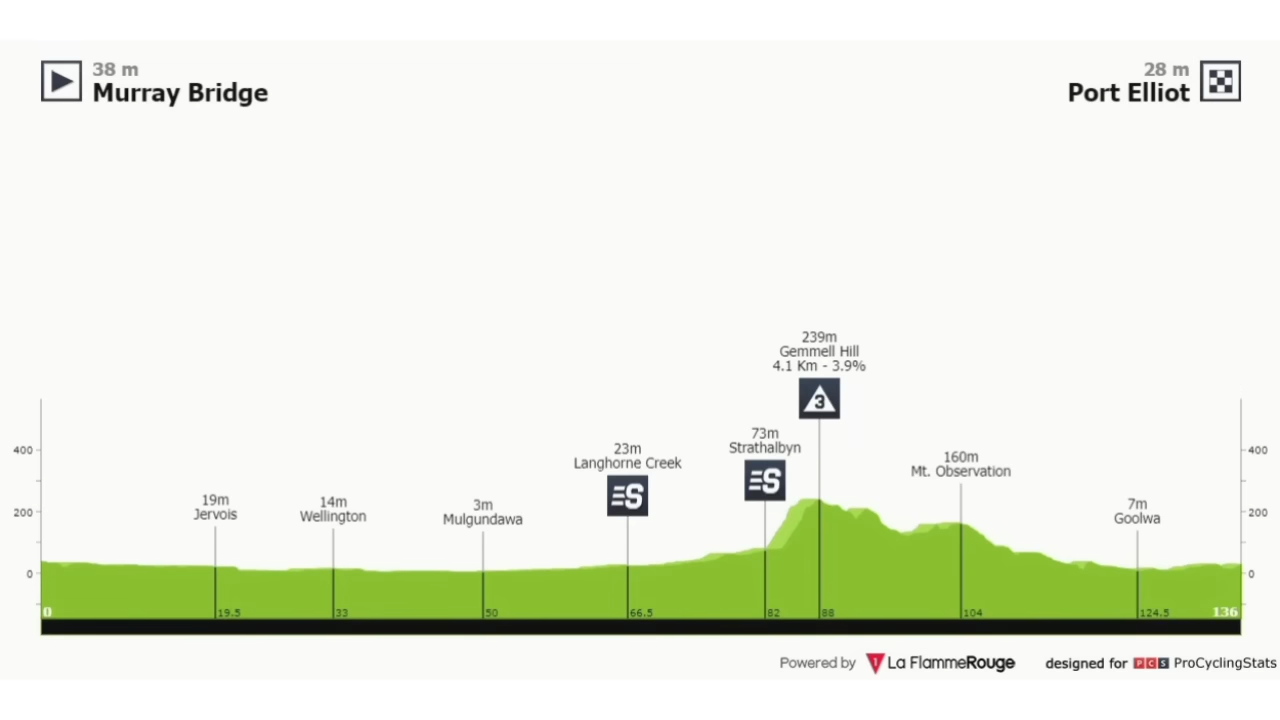 38 m
Murray Bridge
28 m
Port Elliot
239m
Gemmell Hill
4.1 Km - 3.9%
3
73m
Strathalbyn
S
23m
Langhorne Creek
S
160m
Mt. Observation
19m
Jervois
14m
Wellington
3m
Mulgundawa
7m
Goolwa
400
200
0
400
200
0
0
19.5
33
50
66.5
82
88
104
124.5
136
Powered by La FlammeRouge
designed for PCS ProCyclingStats